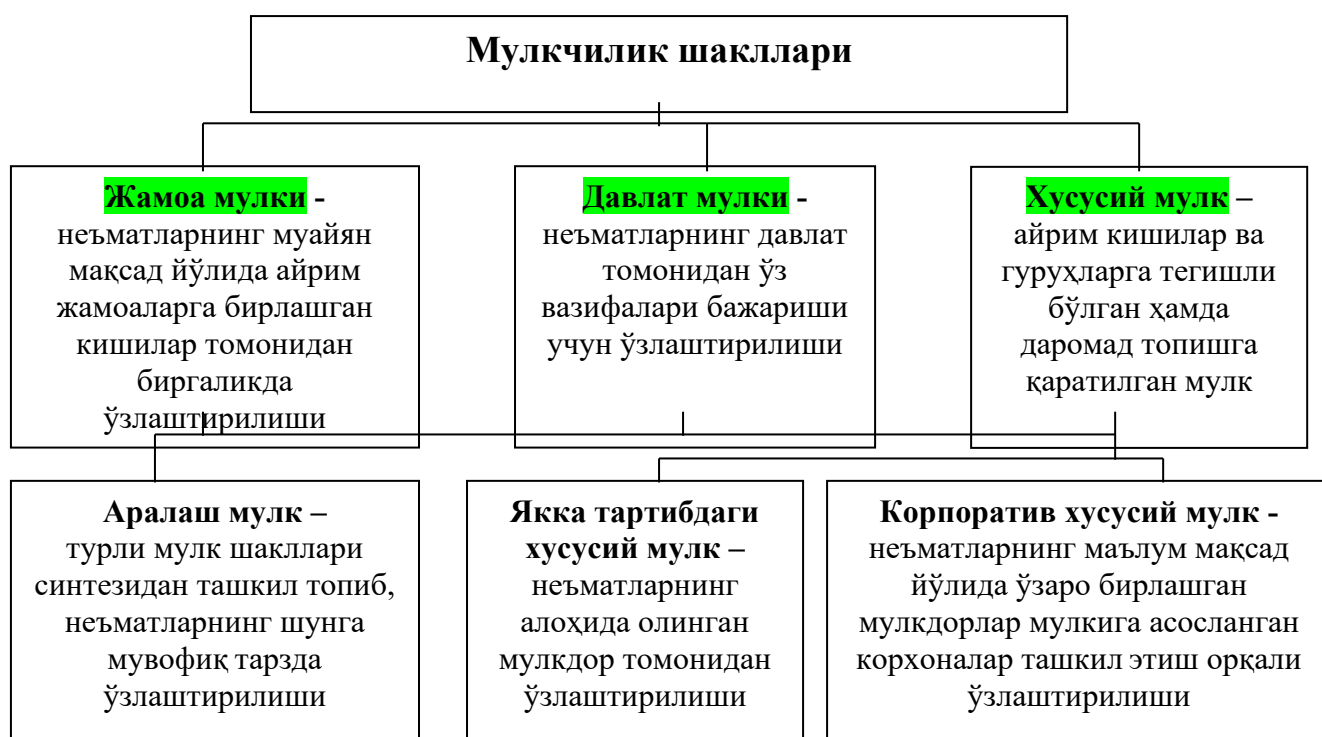 Мулкчилик шакллари
Жамоа мулки -
неъматларнинг муайян
мақсад йўлида айрим
жамоаларга бирлашган
кишилар томонидан
биргаликда
ўзлаштирилиши
Давлат мулки -
неъматларнинг давлат
томонидан ўз
вазифалари бажариши
учун ўзлаштирилиши
Хусусий мулк –
айрим кишилар ва
гуруҳларга тегишли
бўлган ҳамда
даромад топишга
қаратилган мулк
Аралаш мулк –
турли мулк шакллари
синтезидан ташкил топиб,
неъматларнинг шунга
мувофиқ тарзда
ўзлаштирилиши
Якка тартибдаги
хусусий мулк –
неъматларнинг
алоҳида олинган
мулкдор томонидан
ўзлаштирилиши
Корпоратив хусусий мулк -
неъматларнинг маълум мақсад
йўлида ўзаро бирлашган
мулкдорлар мулкига асосланган
корхоналар ташкил этиш орқали
ўзлаштирилиши